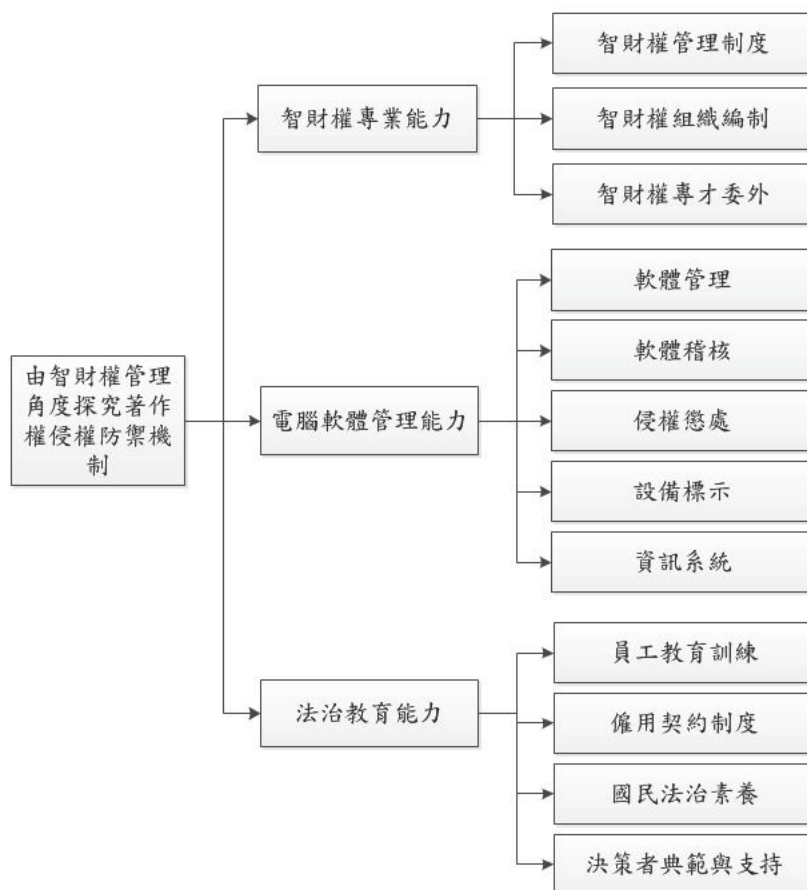 由智財權管理
角度探究著作
權侵權防禦機
制
智財權專業能力
智財權管理制度
智財權組織編制
智財權專才委外
電腦軟體管理能力
軟體管理
軟體稽核
侵權懲處
設備標示
資訊系統
法治教育能力
員工教育訓練
僱用契約制度
國民法治素養
決策者典範與支持